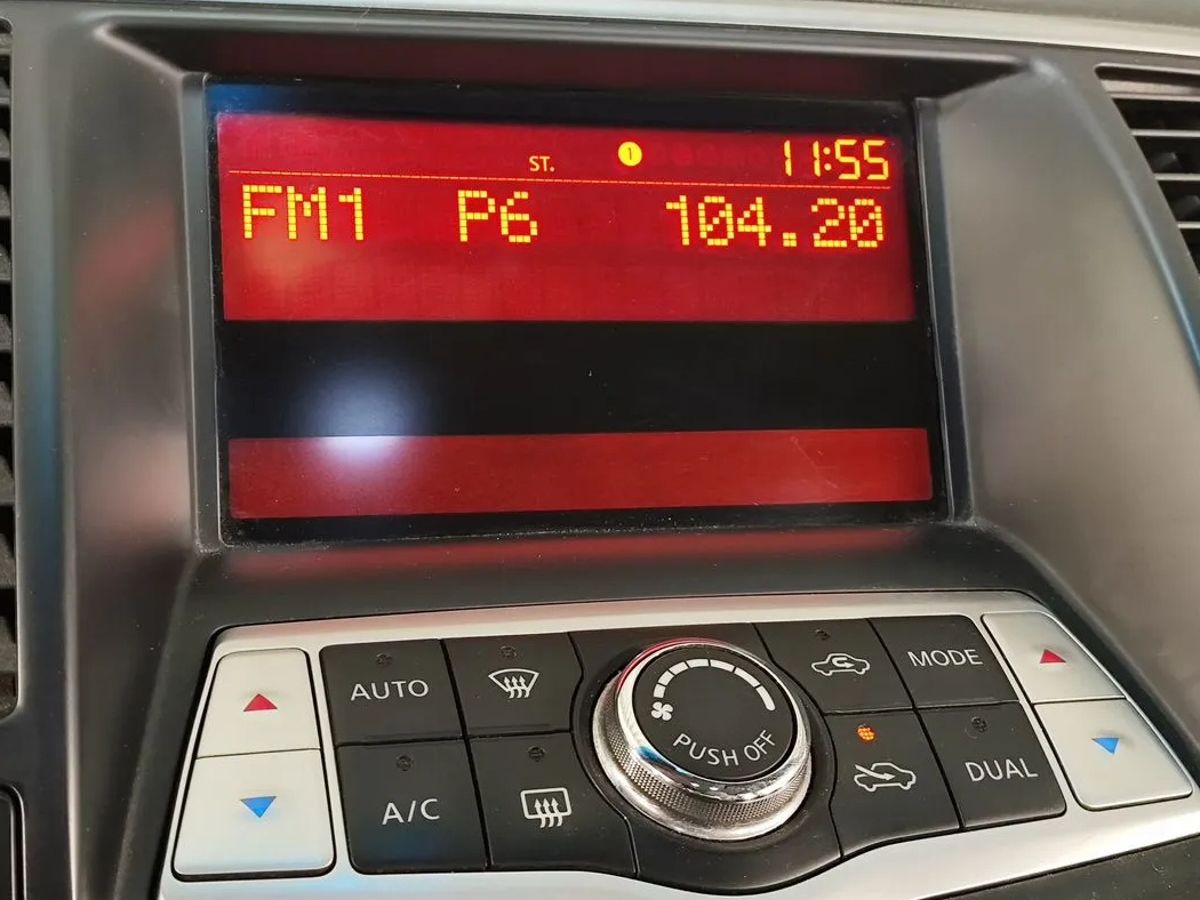 ST. 1 11:55
FM1 P6 104.20
AUTO
MODE
PUSH OFF
A/C
DUAL